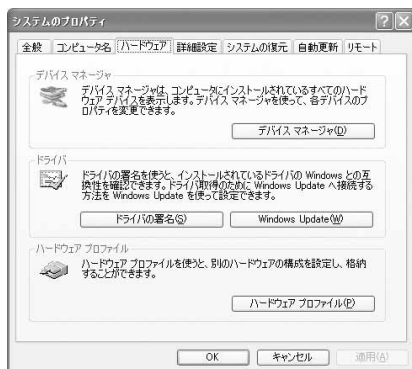 システムのプロパティ
全般 コンピュータ名 ハードウェア 詳細設定 システムの復元 自動更新 リモート
デバイス マネージャ
デバイス マネージャは、コンピュータにインストールされているすべてのハード
ウェア デバイスを表示します。デバイス マネージャを使って、各デバイスのプ
ロパティを変更できます。
デバイス マネージャ(D)
ドライバ
ドライバの署名を使うと、インストールされているドライバの Windows との互
換性を確認できます。ドライバ取得のために Windows Update へ接続する
方法を Windows Update を使って設定できます。
ドライバの署名(S) Windows Update(W)
ハードウェア プロファイル
ハードウェア プロファイルを使うと、別のハードウェアの構成を設定し、格納
することができます。
ハードウェア プロファイル(P)
OK キャンセル 適用(A)